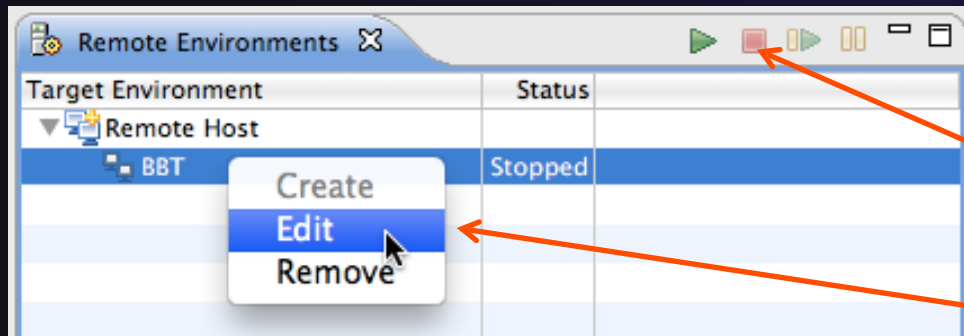 Remote Environments
Target Environment Status
Remote Host
BBT Stopped
Create
Edit
Remove